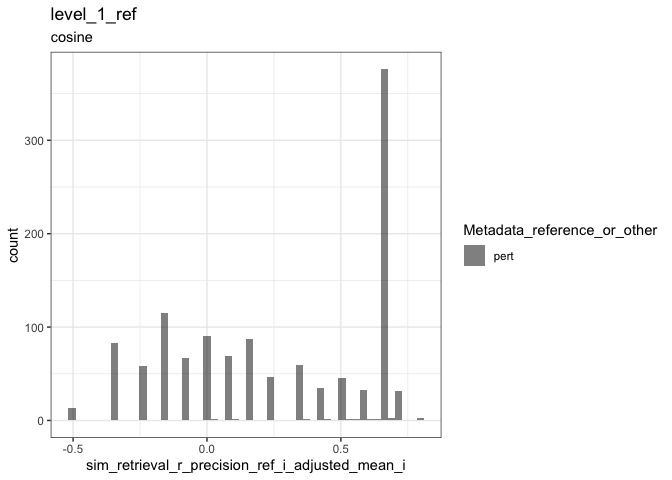 level_1_ref
cosine
300
200
100
0
count
-0.5
0.0
0.5
sim_retrieval_r_precision_ref_i_adjusted_mean_i
Metadata_reference_or_other
pert